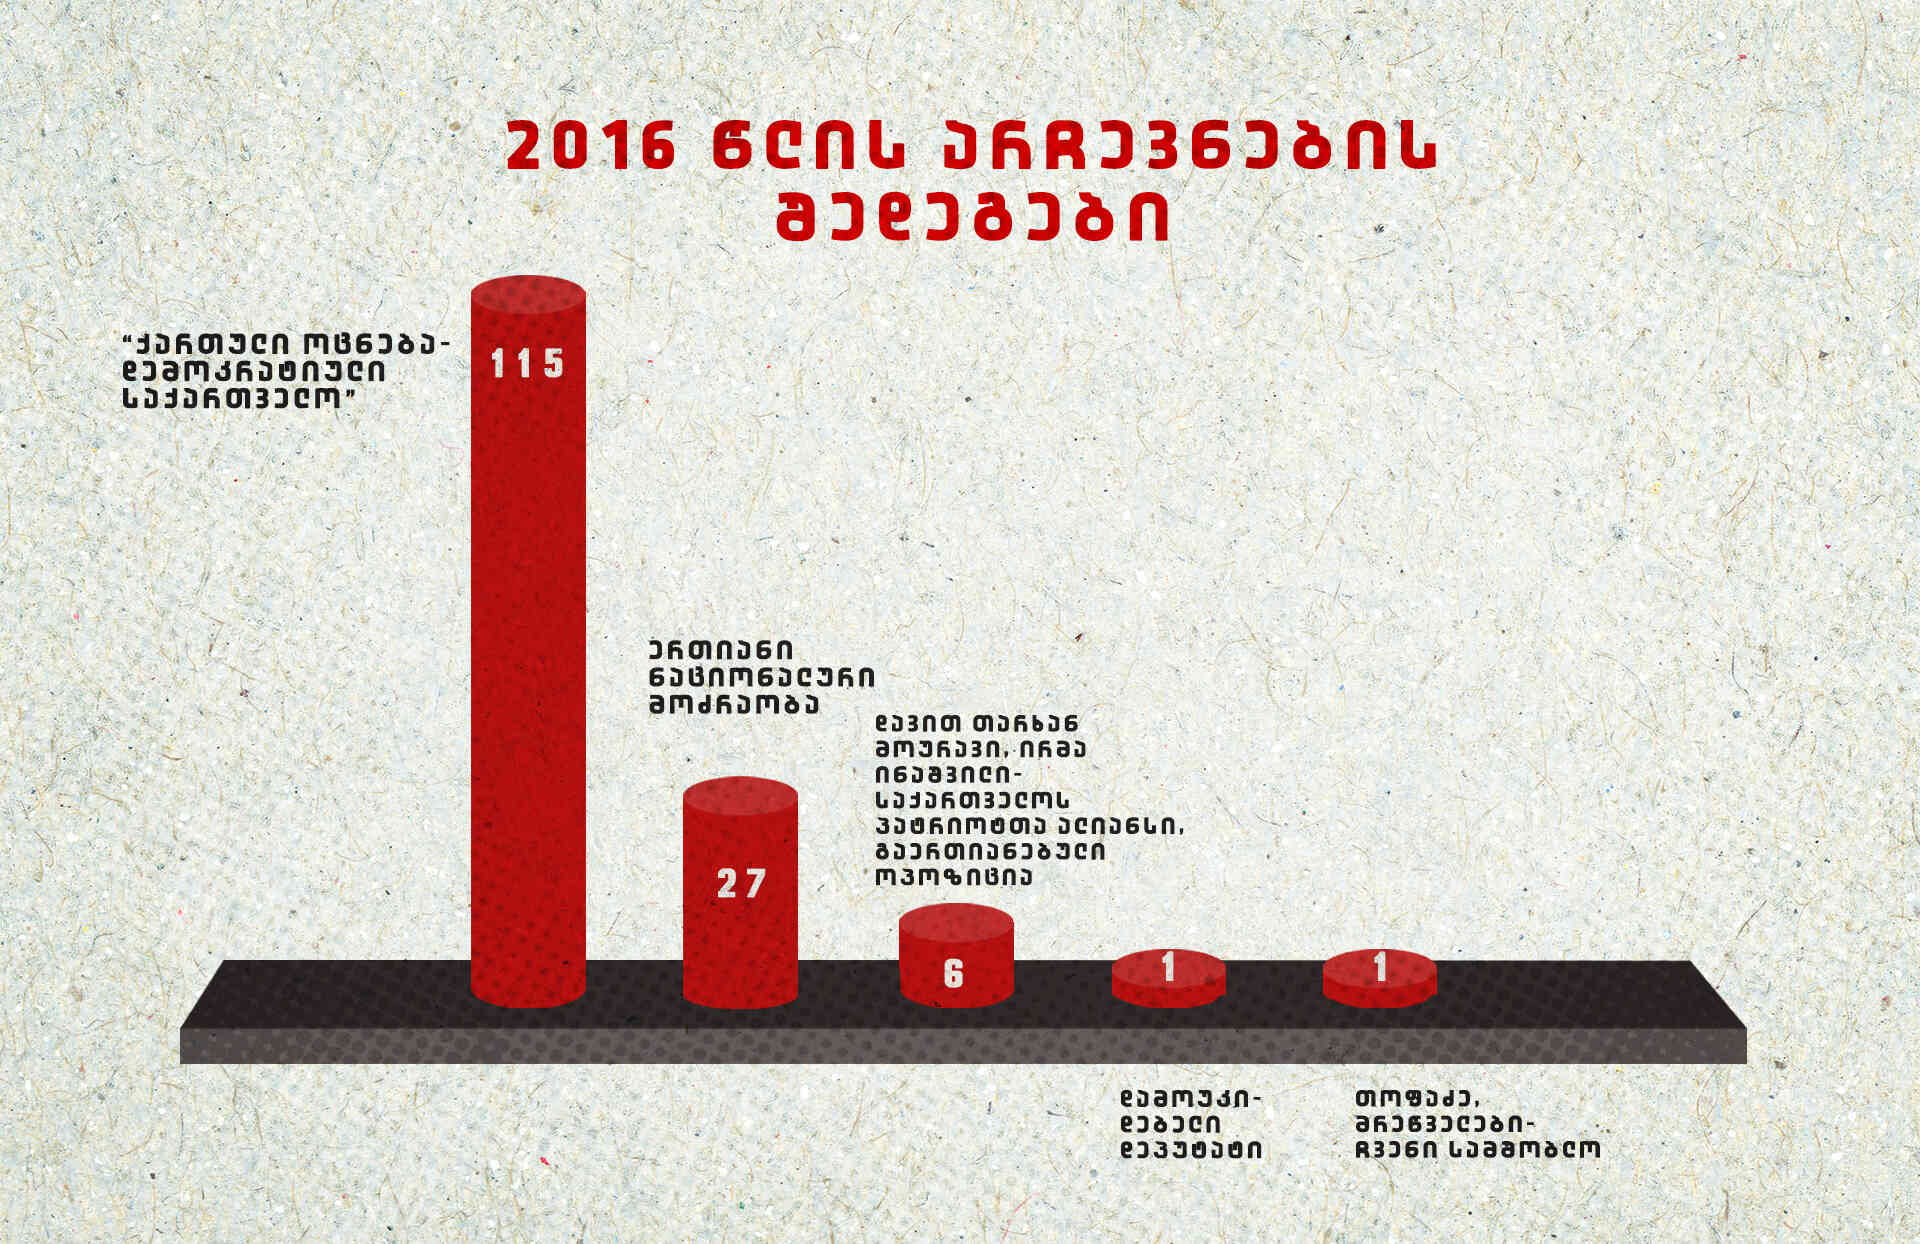 2016 წლის არჩევნების
შედეგები
“ქართული ოცნება-
დემოკრატიული
საქართველო”
115
ერთიანი
ნაციონალური
მოძრაობა
27
დავით თარხან
მოურავი, ირმა
ინაშვილი-
საქართველოს
პატრიოტთა ალიანსი,
გაერთიანებული
ოპოზიცია
6
1
1
დამოუკი-
დებელი
დეპუტატი
თოფაძე,
მრეწველები-
ჩვენი სამშობლო